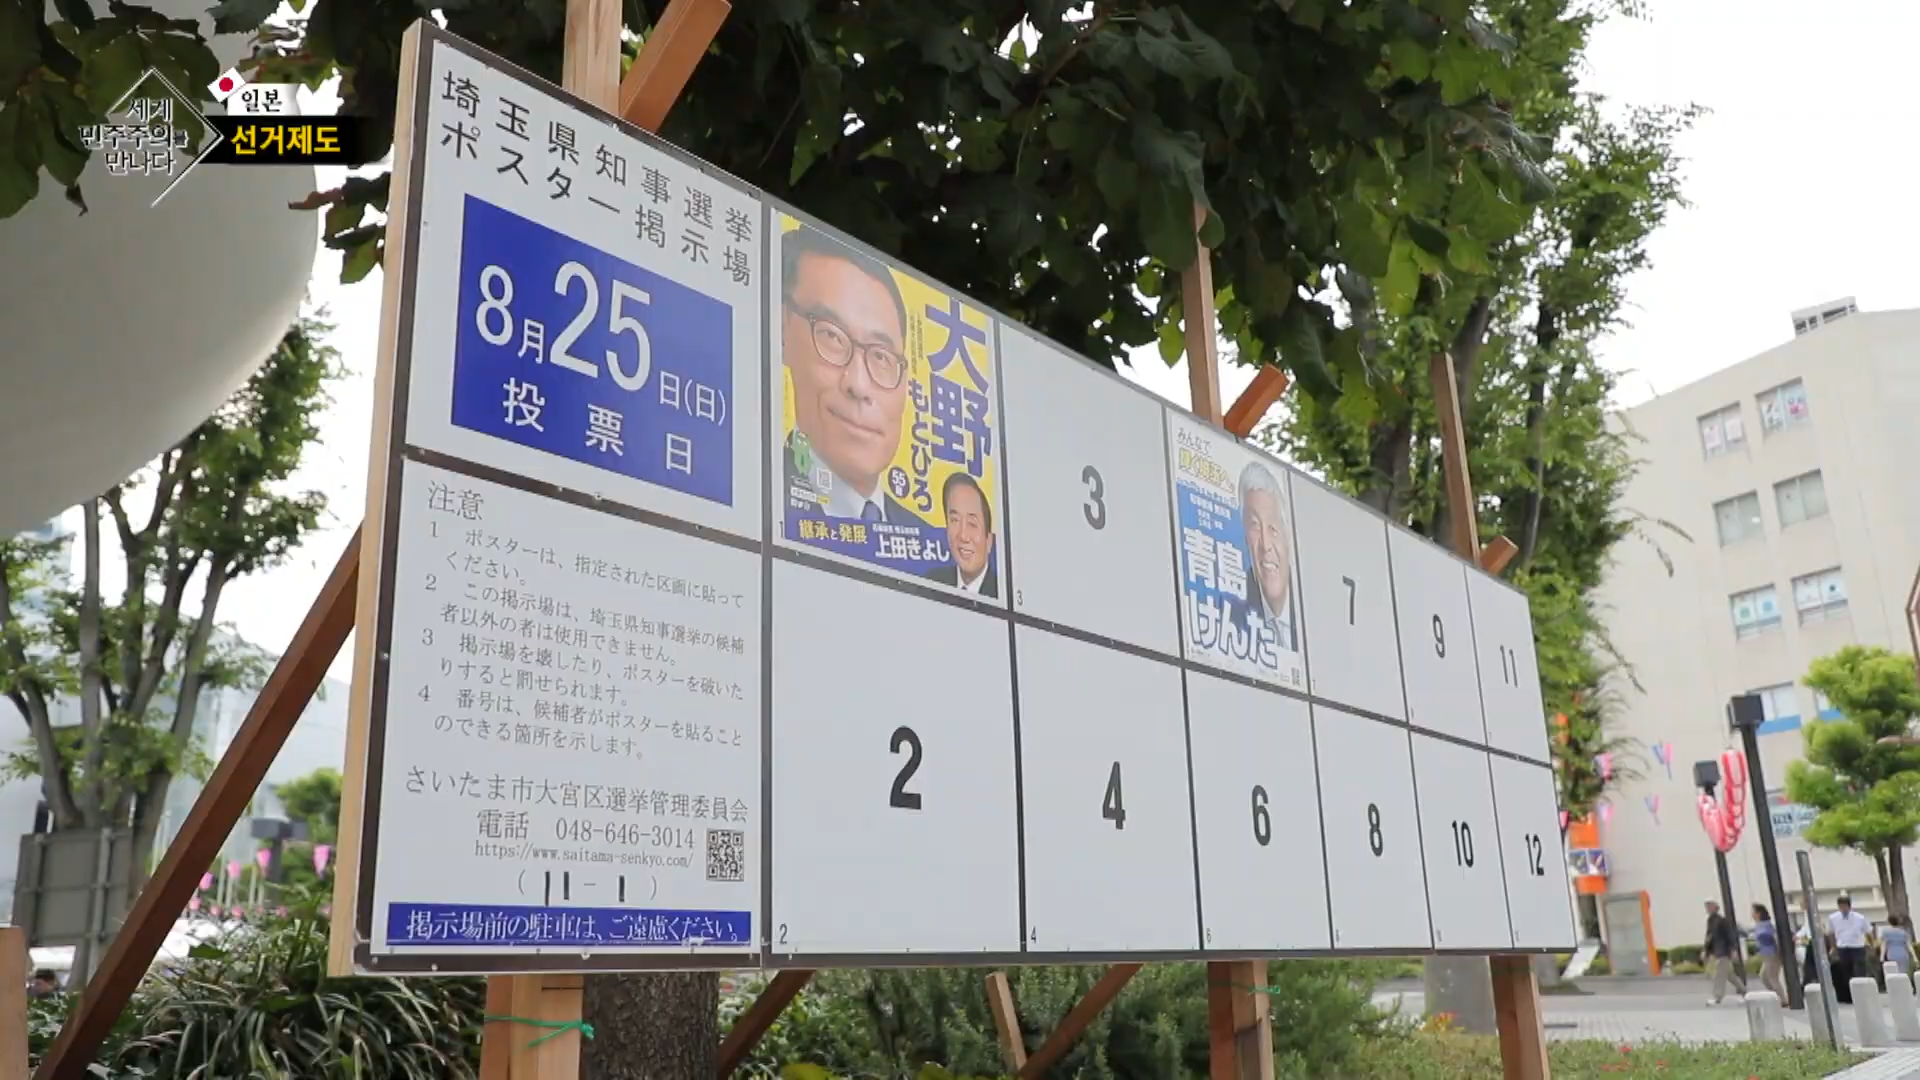 세계
민주주의를
만나다
일본
선거제도
埼玉県知事選挙
ポスター掲示場
8月25日(日)
投票日
注意
1 ポスターは、指定された区画に貼って
ください。
2 この掲示場は、埼玉県知事選挙の候補
者以外の者は使用できません。
3 掲示場を壊したり、ポスターを破いた
りすると罰せられます。
4 番号は、候補者がポスターを貼ること
のできる箇所を示します。
さいたま市大宮区選挙管理委員会
電話 048-646-3014
https://www.saitama-senkyo.com/
(11-1)
掲示場前の駐車は、ご遠慮ください。
大野
もとひろ
55歳
継承と発展
上田きよし
1
2
2
3
3
4
4
みんなで
青島
けんた
6
6
7
8
9
10
11
12